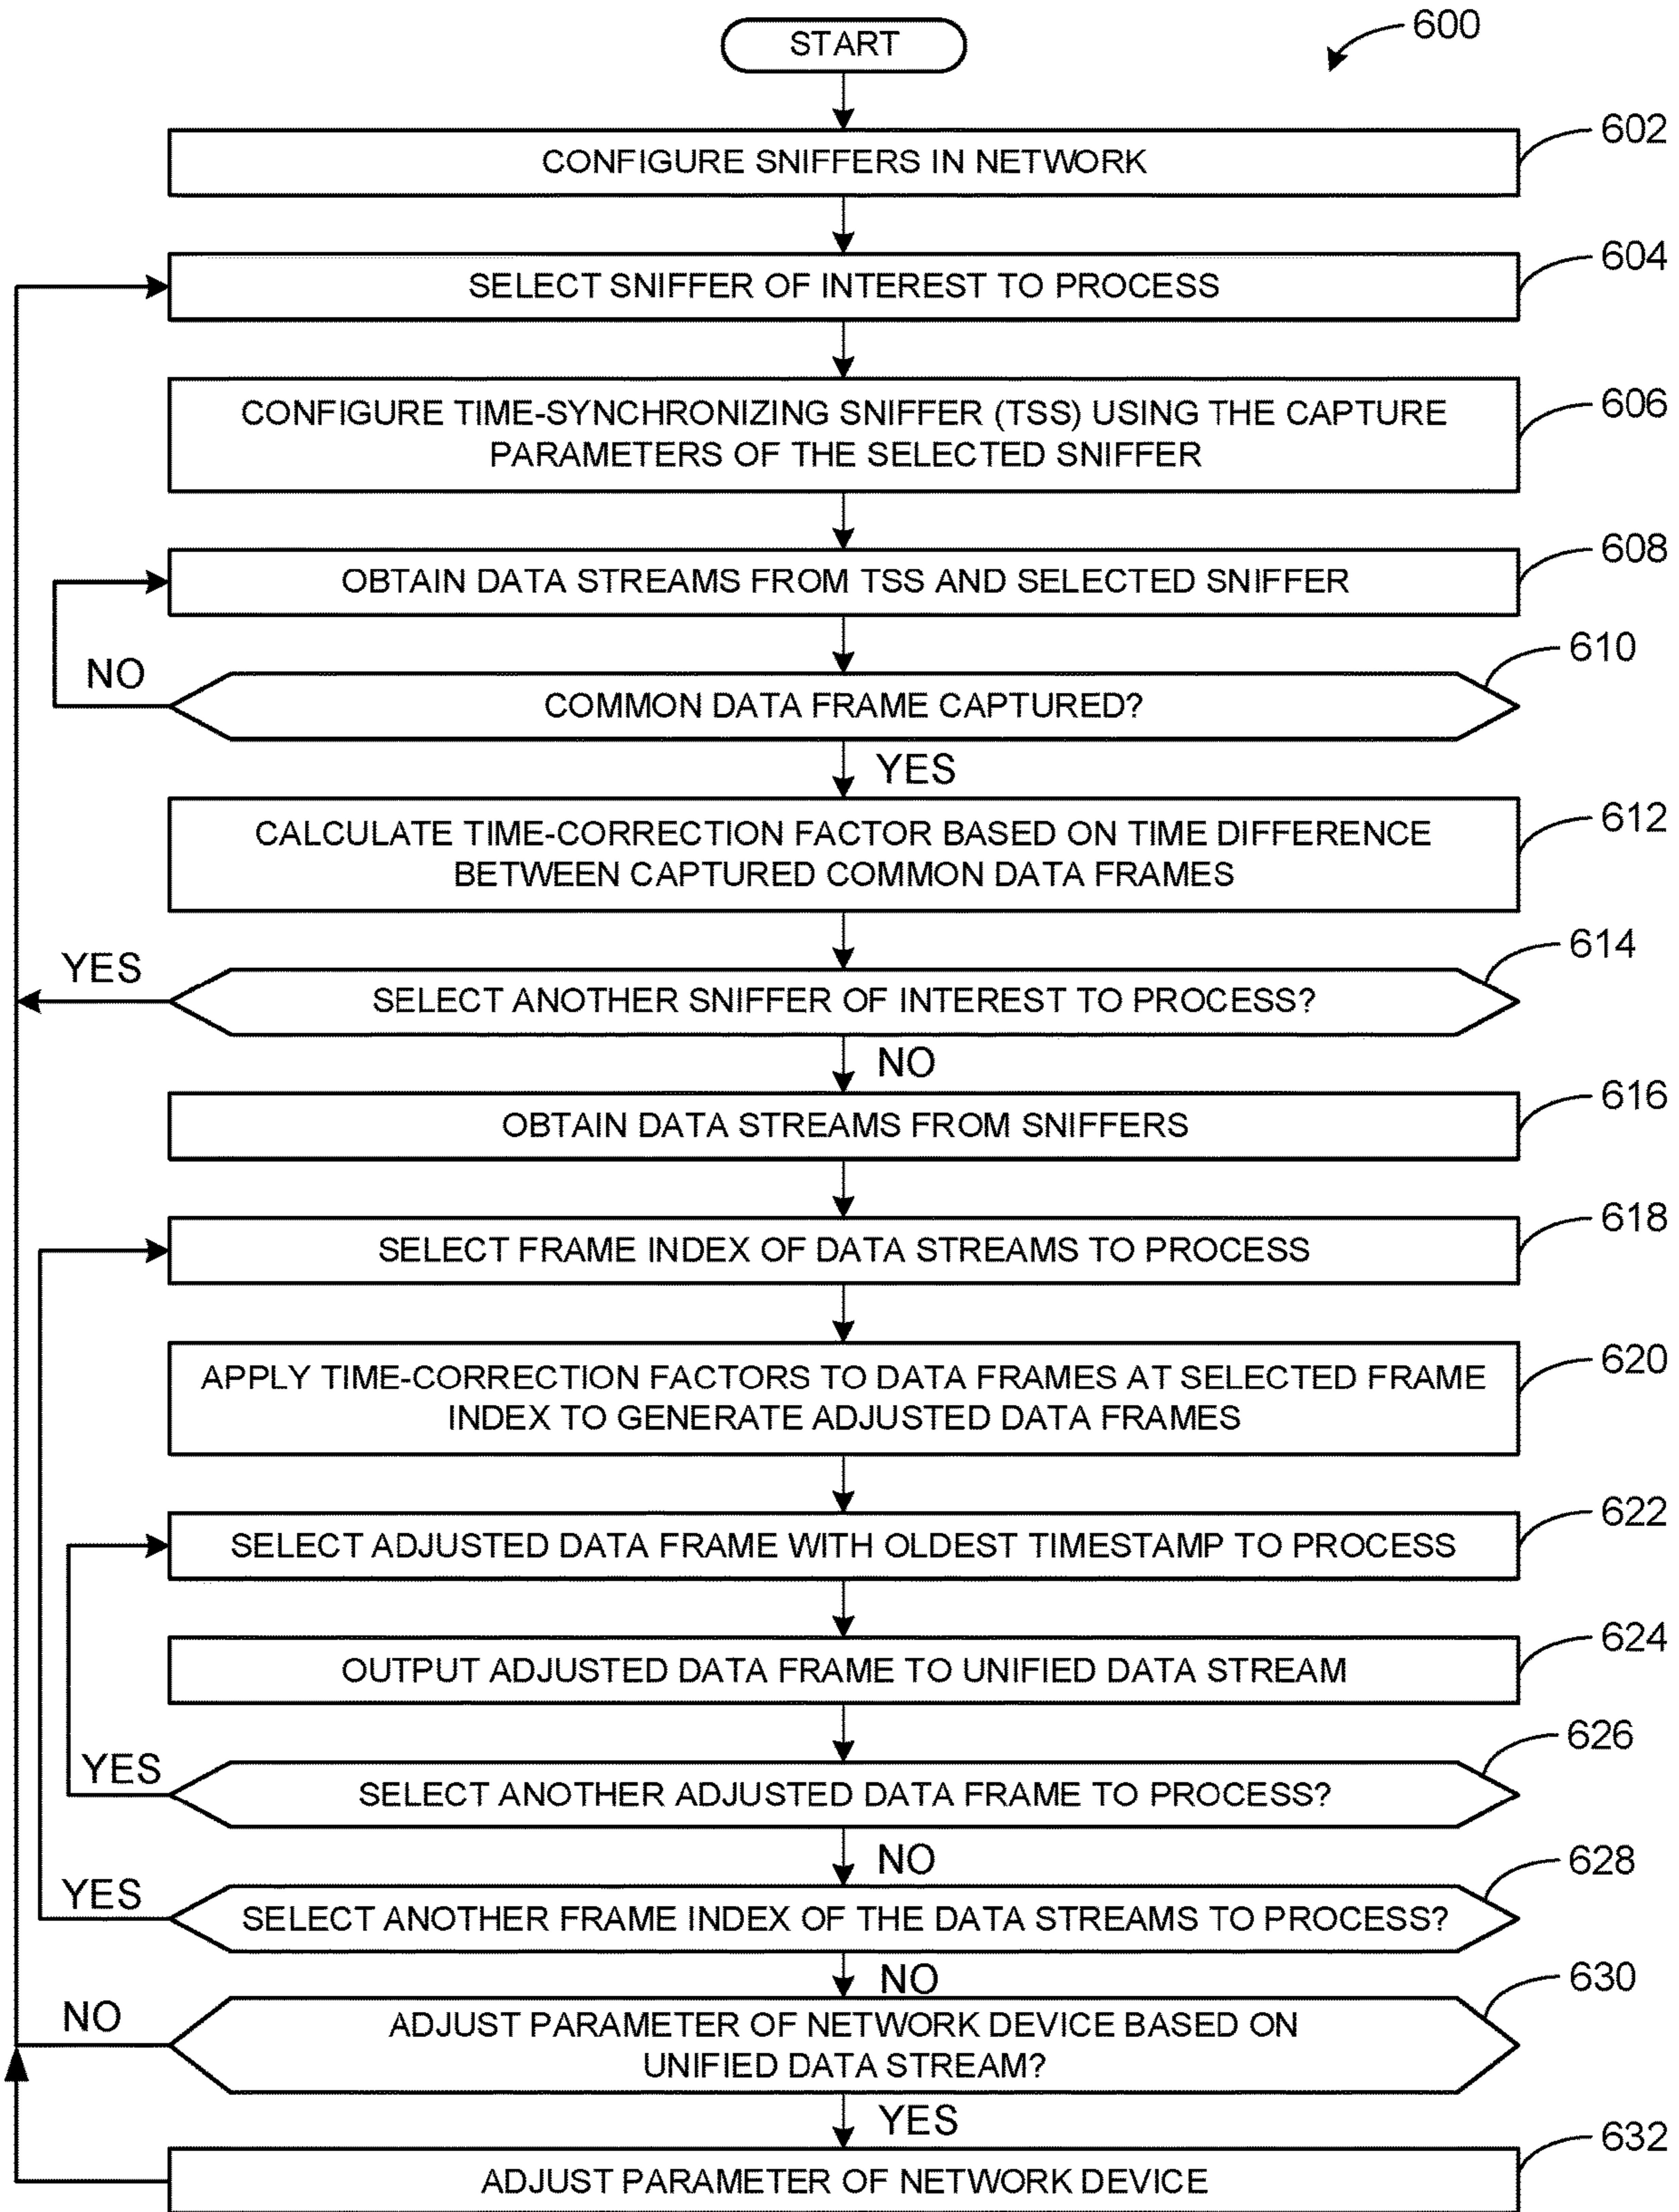 600
START
602
CONFIGURE SNIFFERS IN NETWORK
604
SELECT SNIFFER OF INTEREST TO PROCESS
606
CONFIGURE TIME-SYNCHRONIZING SNIFFER (TSS) USING THE CAPTURE
PARAMETERS OF THE SELECTED SNIFFER
608
OBTAIN DATA STREAMS FROM TSS AND SELECTED SNIFFER
610
NO
COMMON DATA FRAME CAPTURED?
YES
612
CALCULATE TIME-CORRECTION FACTOR BASED ON TIME DIFFERENCE
BETWEEN CAPTURED COMMON DATA FRAMES
614
YES
SELECT ANOTHER SNIFFER OF INTEREST TO PROCESS?
NO
616
OBTAIN DATA STREAMS FROM SNIFFERS
618
SELECT FRAME INDEX OF DATA STREAMS TO PROCESS
620
APPLY TIME-CORRECTION FACTORS TO DATA FRAMES AT SELECTED FRAME
INDEX TO GENERATE ADJUSTED DATA FRAMES
622
SELECT ADJUSTED DATA FRAME WITH OLDEST TIMESTAMP TO PROCESS
624
OUTPUT ADJUSTED DATA FRAME TO UNIFIED DATA STREAM
626
YES
SELECT ANOTHER ADJUSTED DATA FRAME TO PROCESS?
NO
628
YES
SELECT ANOTHER FRAME INDEX OF THE DATA STREAMS TO PROCESS?
NO
630
NO
ADJUST PARAMETER OF NETWORK DEVICE BASED ON
UNIFIED DATA STREAM?
YES
632
ADJUST PARAMETER OF NETWORK DEVICE